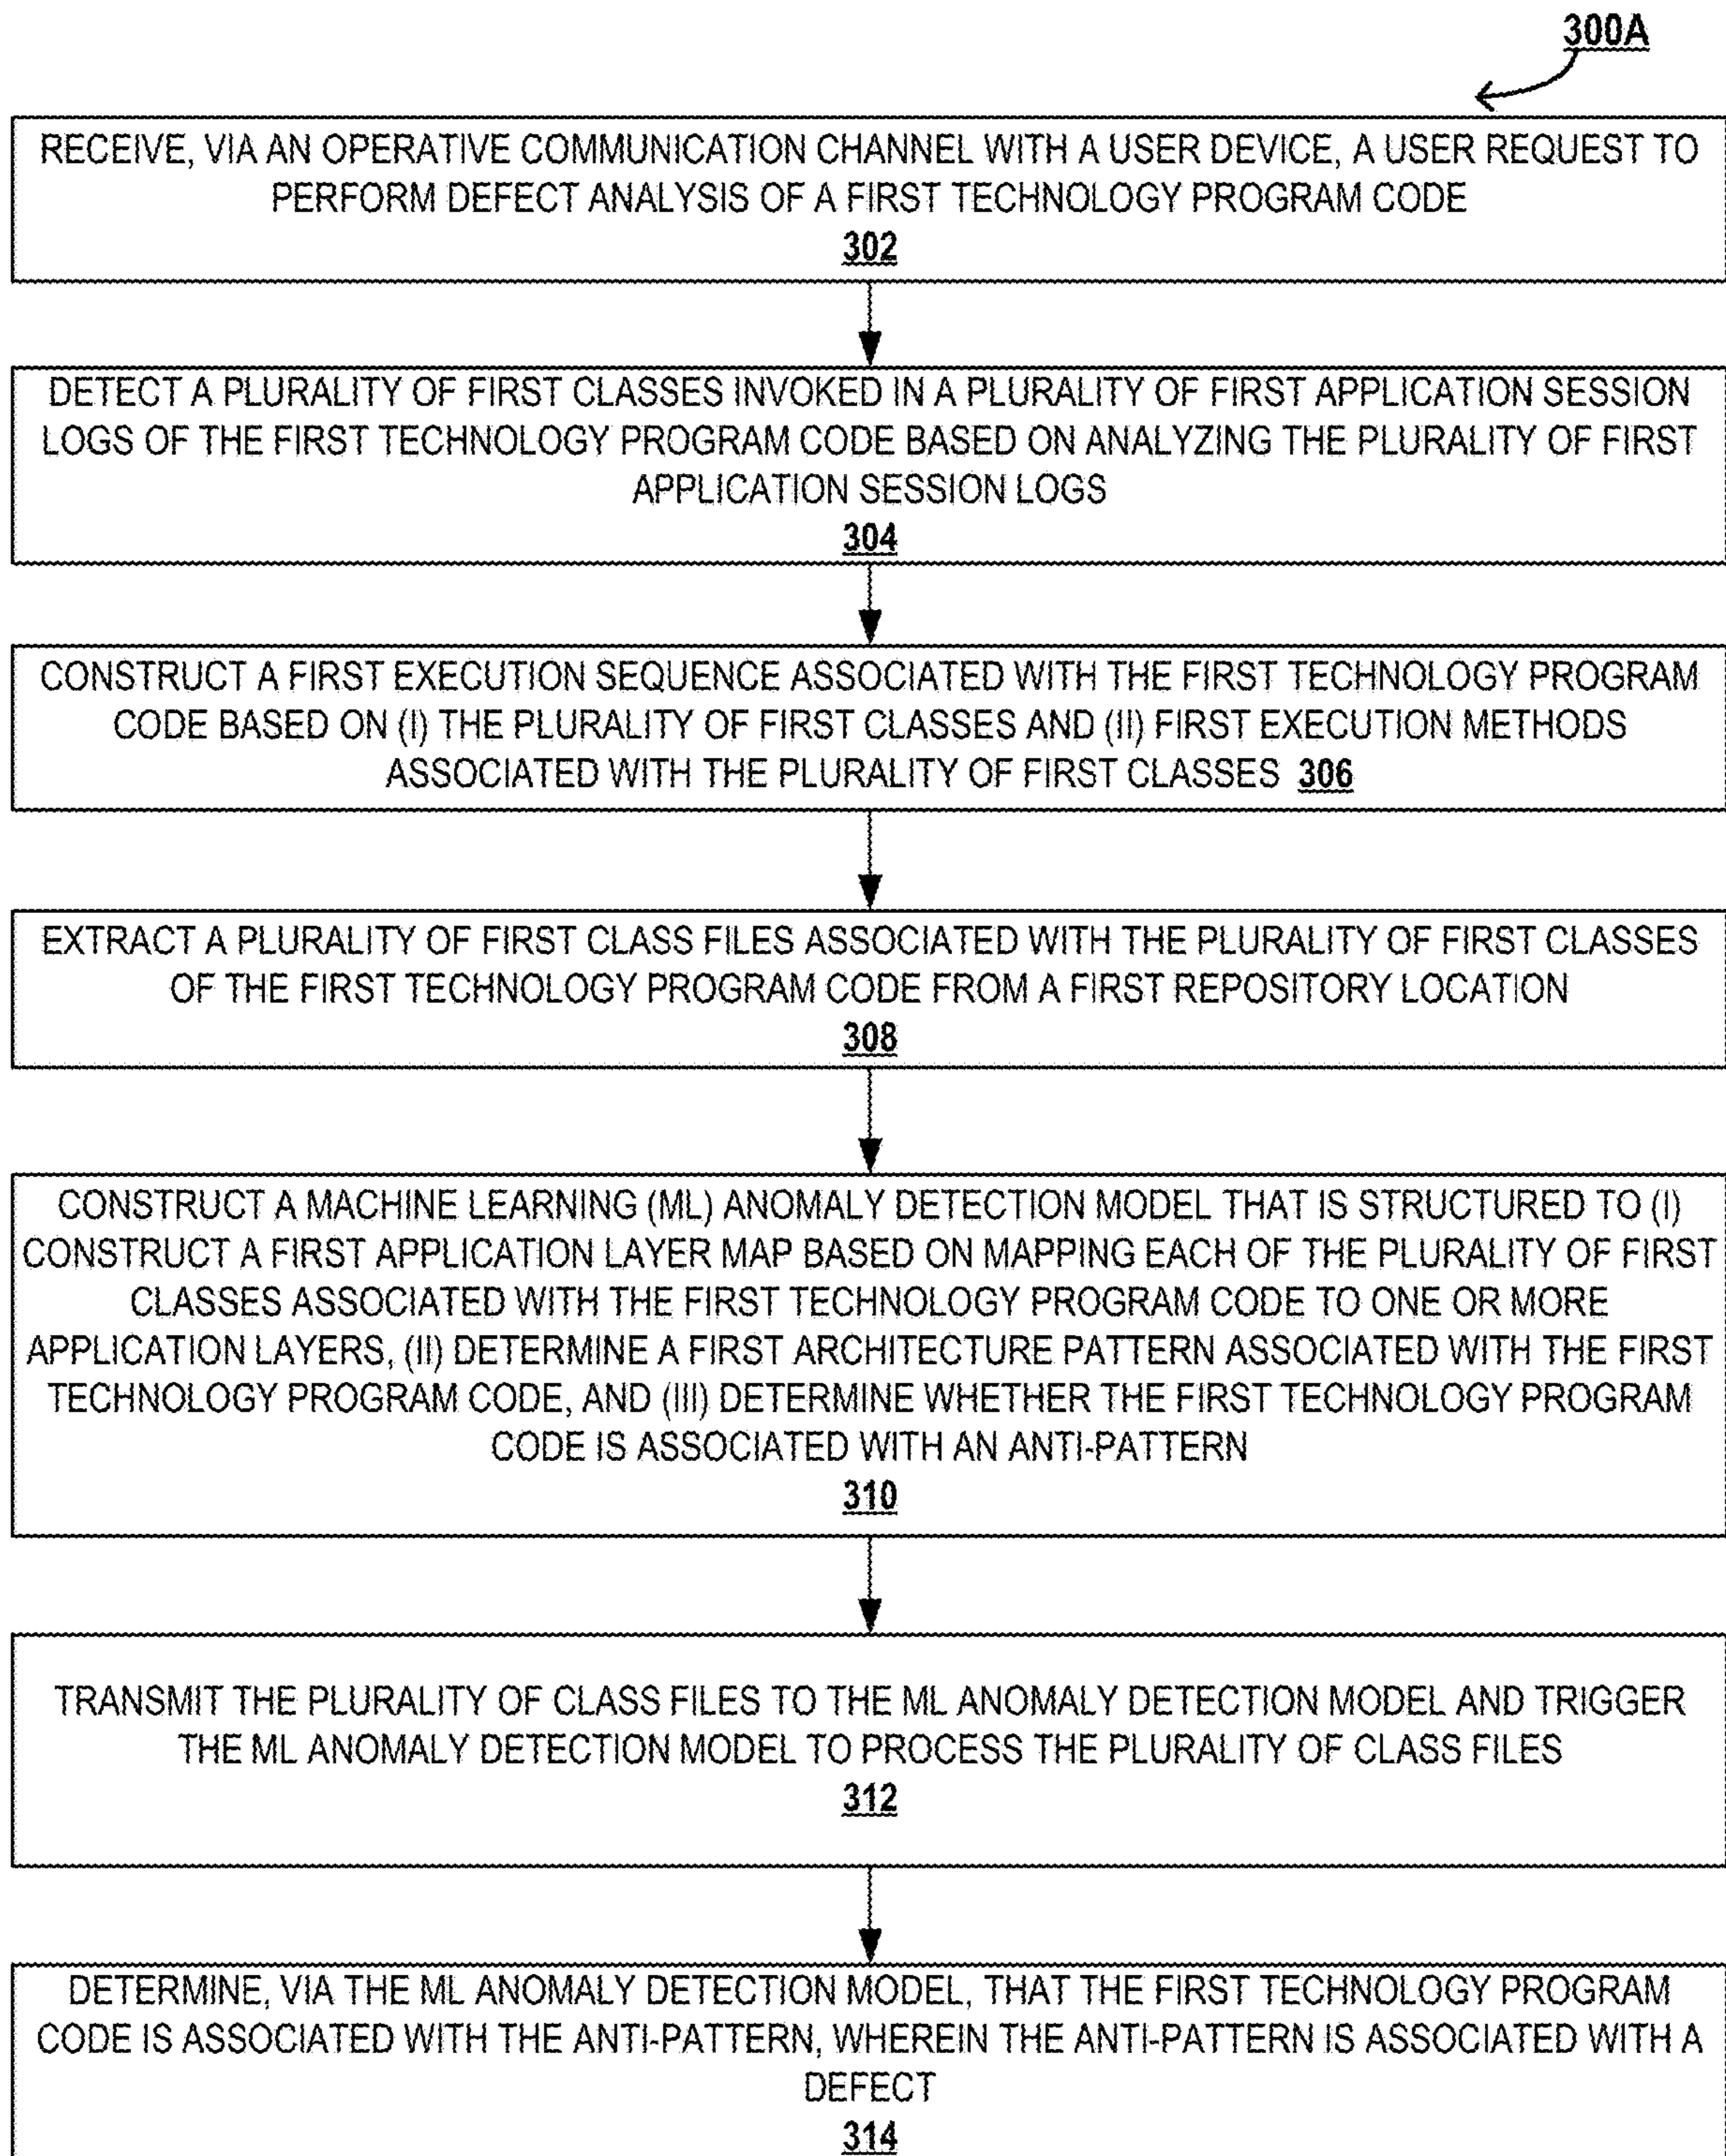 300A
RECEIVE, VIA AN OPERATIVE COMMUNICATION CHANNEL WITH A USER DEVICE, A USER REQUEST TO
PERFORM DEFECT ANALYSIS OF A FIRST TECHNOLOGY PROGRAM CODE
302
DETECT A PLURALITY OF FIRST CLASSES INVOKED IN A PLURALITY OF FIRST APPLICATION SESSION
LOGS OF THE FIRST TECHNOLOGY PROGRAM CODE BASED ON ANALYZING THE PLURALITY OF FIRST
APPLICATION SESSION LOGS
304
CONSTRUCT A FIRST EXECUTION SEQUENCE ASSOCIATED WITH THE FIRST TECHNOLOGY PROGRAM
CODE BASED ON (I) THE PLURALITY OF FIRST CLASSES AND (II) FIRST EXECUTION METHODS
ASSOCIATED WITH THE PLURALITY OF FIRST CLASSES 306
EXTRACT A PLURALITY OF FIRST CLASS FILES ASSOCIATED WITH THE PLURALITY OF FIRST CLASSES
OF THE FIRST TECHNOLOGY PROGRAM CODE FROM A FIRST REPOSITORY LOCATION
308
CONSTRUCT A MACHINE LEARNING (ML) ANOMALY DETECTION MODEL THAT IS STRUCTURED TO (I)
CONSTRUCT A FIRST APPLICATION LAYER MAP BASED ON MAPPING EACH OF THE PLURALITY OF FIRST
CLASSES ASSOCIATED WITH THE FIRST TECHNOLOGY PROGRAM CODE TO ONE OR MORE
APPLICATION LAYERS, (II) DETERMINE A FIRST ARCHITECTURE PATTERN ASSOCIATED WITH THE FIRST
TECHNOLOGY PROGRAM CODE, AND (III) DETERMINE WHETHER THE FIRST TECHNOLOGY PROGRAM
CODE IS ASSOCIATED WITH AN ANTI-PATTERN
310
TRANSMIT THE PLURALITY OF CLASS FILES TO THE ML ANOMALY DETECTION MODEL AND TRIGGER
THE ML ANOMALY DETECTION MODEL TO PROCESS THE PLURALITY OF CLASS FILES
312
DETERMINE, VIA THE ML ANOMALY DETECTION MODEL, THAT THE FIRST TECHNOLOGY PROGRAM
CODE IS ASSOCIATED WITH THE ANTI-PATTERN, WHEREIN THE ANTI-PATTERN IS ASSOCIATED WITH A
DEFECT
314